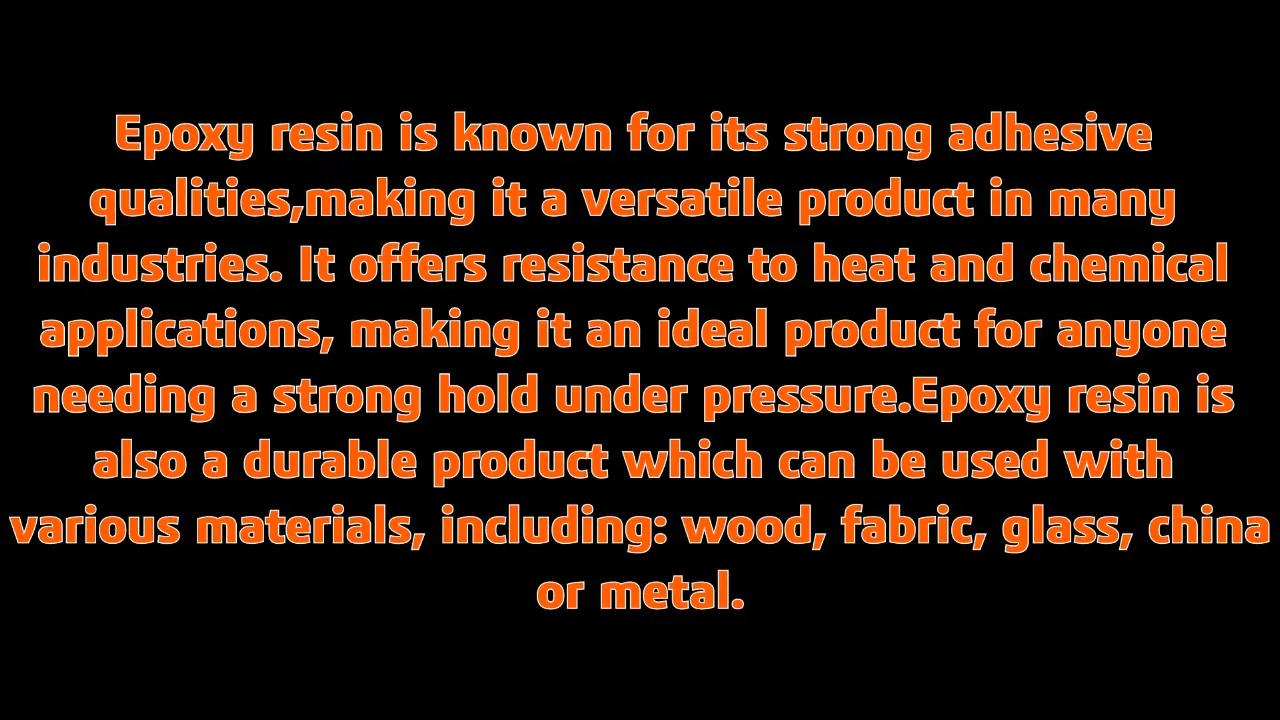 Epoxy resin is known for its strong adhesive
qualities,making it a versatile product in many
industries. It offers resistance to heat and chemical
applications, making it an ideal product for anyone
needing a strong hold under pressure.Epoxy resin is
also a durable product which can be used with
various materials, including: wood, fabric, glass, china
or metal.